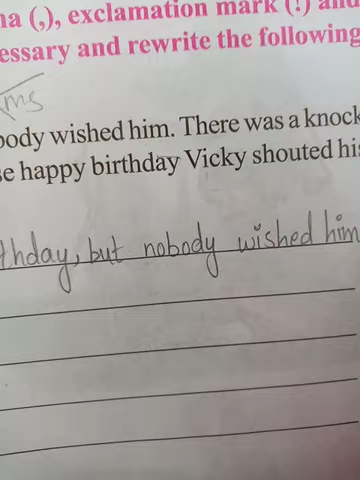 na (,), exclamation mark (!) and
essary and rewrite the following
ms
body wished him. There was a knock
se happy birthday Vicky shouted his
thday, but nobody wished him